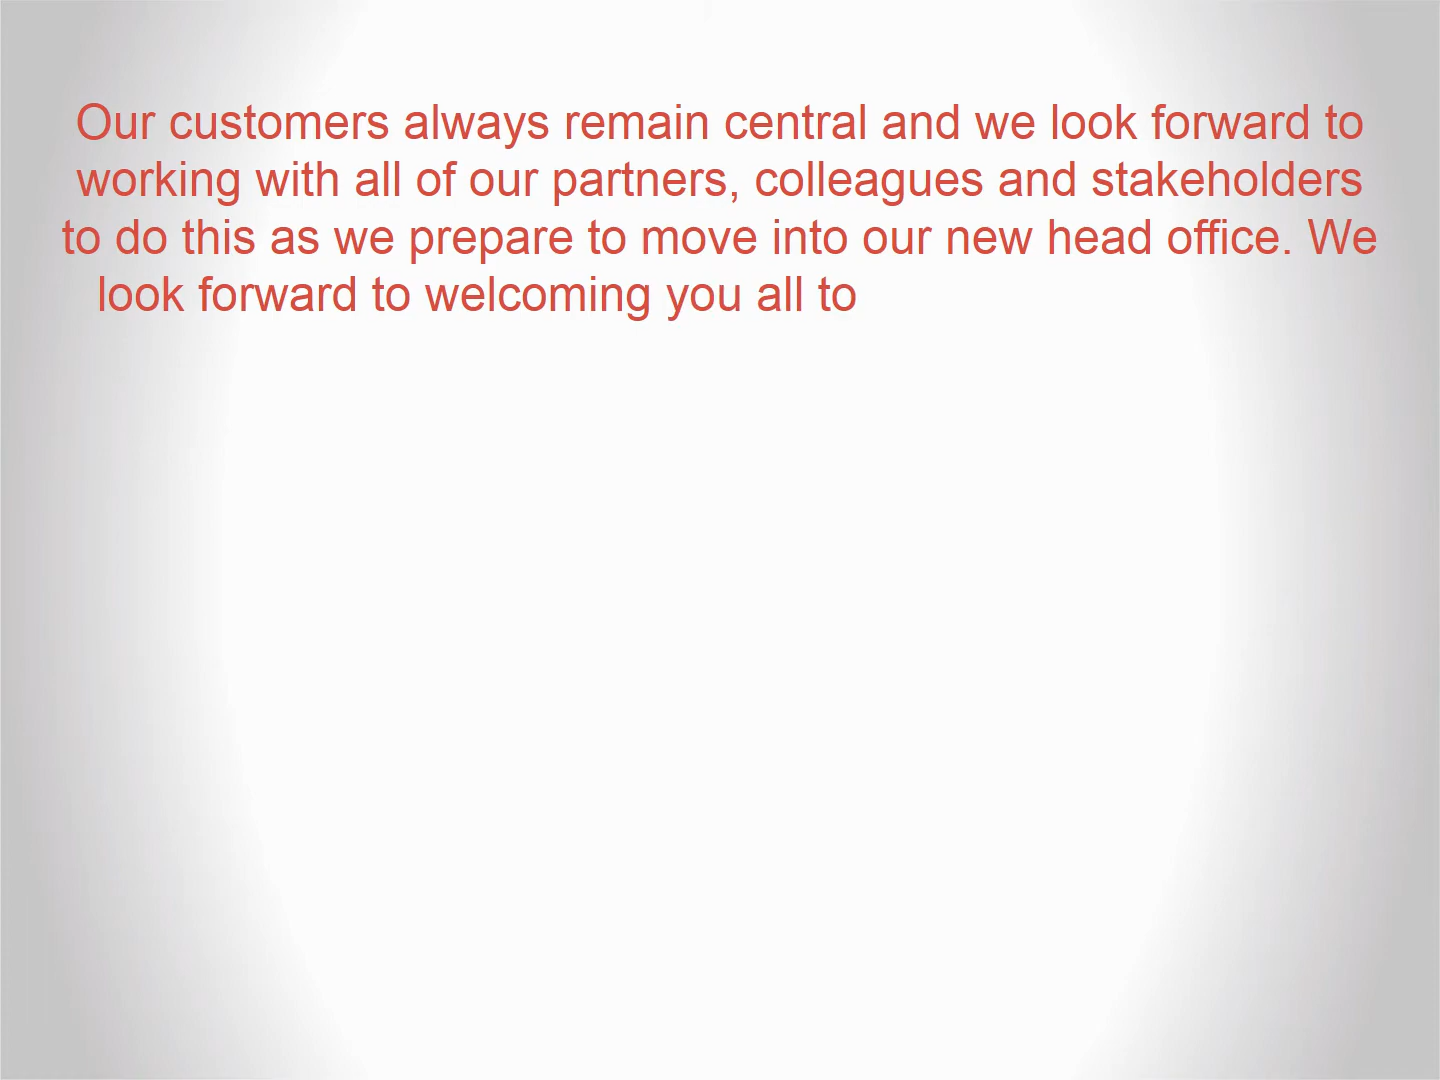 Our customers always remain central and we look forward to
working with all of our partners, colleagues and stakeholders
to do this as we prepare to move into our new head office. We
look forward to welcoming you all to